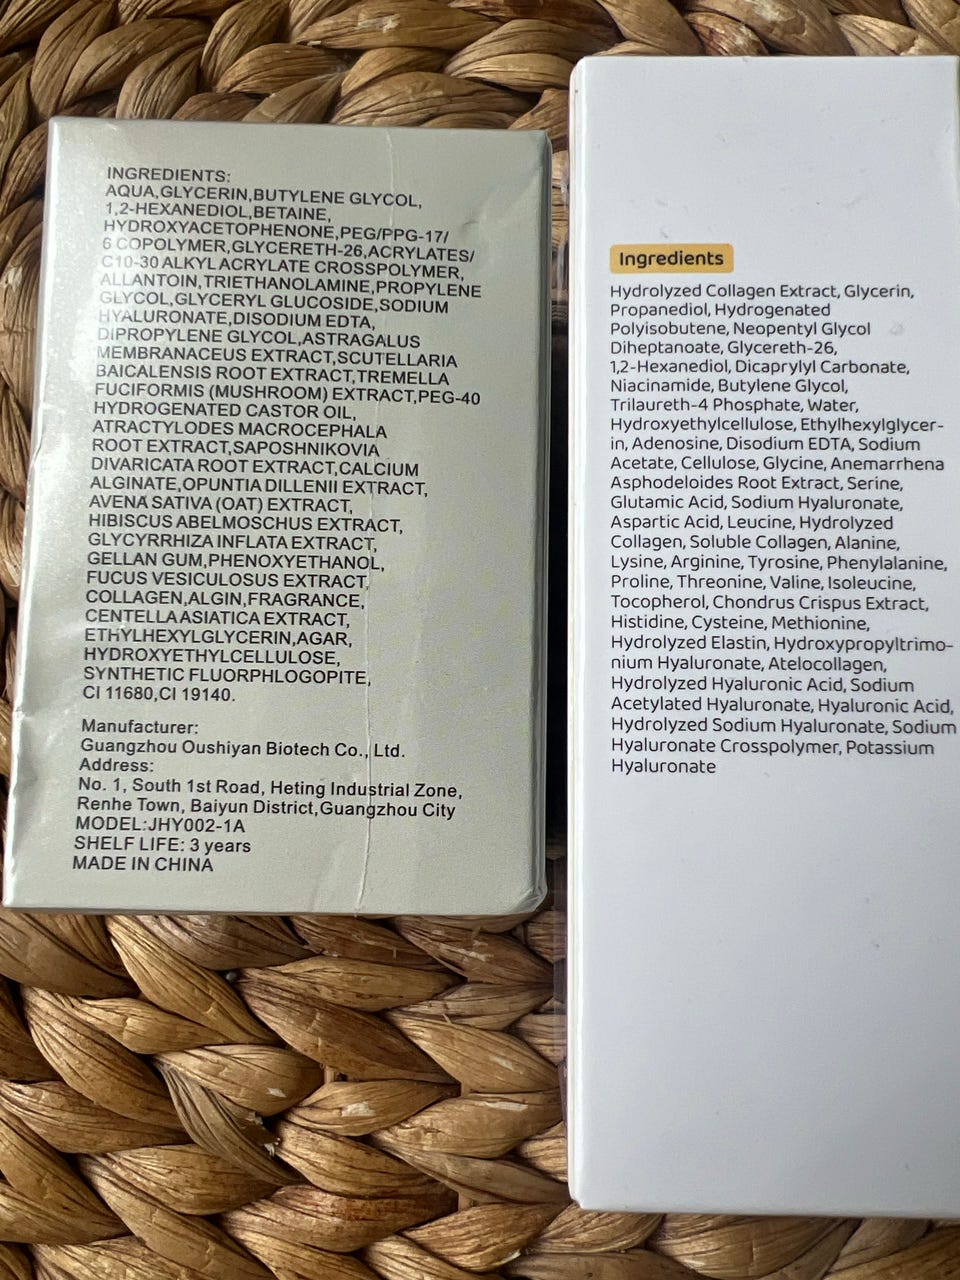 INGREDIENTS:
AQUA,GLYCERIN,BUTYLENE GLYCOL,
1,2-HEXANEDIOL,BETAINE,
HYDROXYACETOPHENONE,PEG/PPG-17/
6 COPOLYMER,GLYCERETH-26,ACRYLATES/
C10-30 ALKYL ACRYLATE CROSSPOLYMER,
ALLANTOIN,TRIETHANOLAMINE,PROPYLENE
GLYCOL,GLYCERYL GLUCOSIDE,SODIUM
HYALURONATE,DISODIUM EDTA,
DIPROPYLENE GLYCOL,ASTRAGALUS
MEMBRANACEUS EXTRACT,SCUTELLARIA
BAICALENSIS ROOT EXTRACT,TREMELLA
FUCIFORMIS (MUSHROOM) EXTRACT,PEG-40
HYDROGENATED CASTOR OIL,
ATRACTYLODES MACROCEPHALA
ROOT EXTRACT,SAPOSHNIKOVIA
DIVARICATA ROOT EXTRACT,CALCIUM
ALGINATE,OPUNTIA DILLENII EXTRACT,
AVENA SATIVA (OAT) EXTRACT,
HIBISCUS ABELMOSCHUS EXTRACT,
GLYCYRRHIZA INFLATA EXTRACT,
GELLAN GUM,PHENOXYETHANOL,
FUCUS VESICULOSUS EXTRACT,
COLLAGEN,ALGIN,FRAGRANCE,
CENTELLA ASIATICA EXTRACT,
ETHYLHEXYLGLYCERIN,AGAR,
HYDROXYETHYLCELLULOSE,
SYNTHETIC FLUORPHLOGOPITE,
CI 11680,CI 19140.
Manufacturer:
Guangzhou Oushiyan Biotech Co., Ltd.
Address:
No. 1, South 1st Road, Heting Industrial Zone,
Renhe Town, Baiyun District,Guangzhou City
MODEL:JHY002-1A
SHELF LIFE: 3 years
MADE IN CHINA
Ingredients
Hydrolyzed Collagen Extract, Glycerin,
Propanediol, Hydrogenated
Polyisobutene, Neopentyl Glycol
Diheptanoate, Glycereth-26,
1,2-Hexanediol, Dicaprylyl Carbonate,
Niacinamide, Butylene Glycol,
Trilaureth-4 Phosphate, Water,
Hydroxyethylcellulose, Ethylhexylglycer-
in, Adenosine, Disodium EDTA, Sodium
Acetate, Cellulose, Glycine, Anemarrhena
Asphodeloides Root Extract, Serine,
Glutamic Acid, Sodium Hyaluronate,
Aspartic Acid, Leucine, Hydrolyzed
Collagen, Soluble Collagen, Alanine,
Lysine, Arginine, Tyrosine, Phenylalanine,
Proline, Threonine, Valine, Isoleucine,
Tocopherol, Chondrus Crispus Extract,
Histidine, Cysteine, Methionine,
Hydrolyzed Elastin, Hydroxypropyltrimo-
nium Hyaluronate, Atelocollagen,
Hydrolyzed Hyaluronic Acid, Sodium
Acetylated Hyaluronate, Hyaluronic Acid,
Hydrolyzed Sodium Hyaluronate, Sodium
Hyaluronate Crosspolymer, Potassium
Hyaluronate